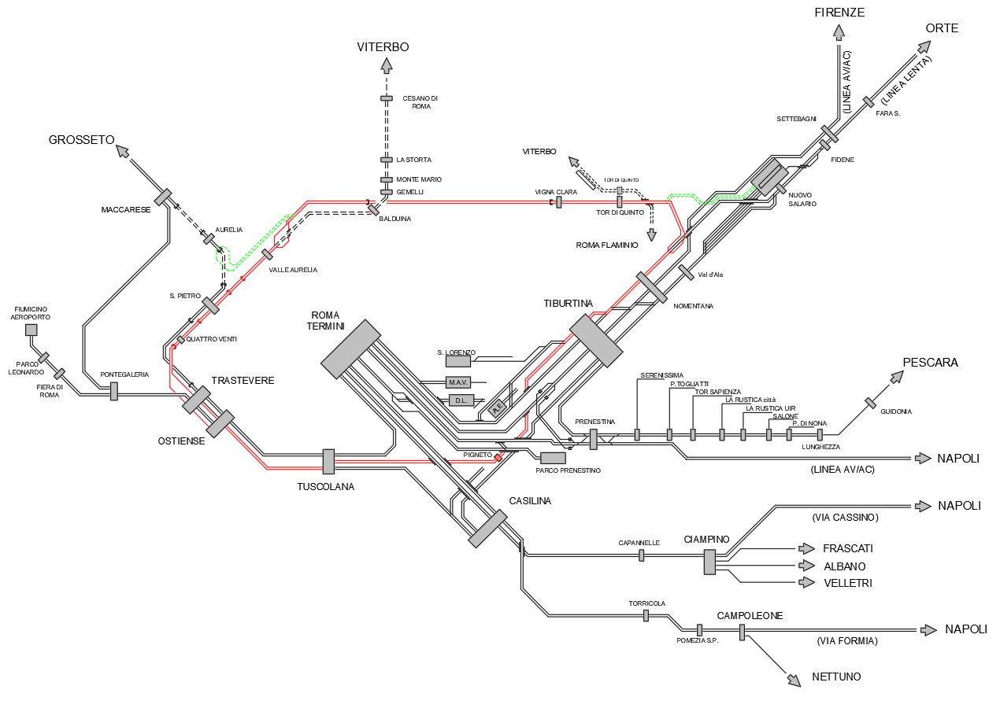 FIRENZE
ORTE
(LINEA AV/AC)
(LINEA LENTA)
VITERBO
CESANO DI
ROMA
FARA S.
SETTEBAGNI
GROSSETO
VITERBO
FIDENE
LA STORTA
MONTE MARIO
GEMELLI
TOR DI QUINTO
VIGNA CLARA
NUOVO
SALARIO
MACCARESE
BALDUINA
TOR DI QUINTO
AURELIA
ROMA FLAMINIO
VALLE AURELIA
Val d'Ala
S. PIETRO
TIBURTINA
NOMENTANA
FIUMICINO
AEROPORTO
ROMA
TERMINI
QUATTRO VENTI
S. LORENZO
PARCO
LEONARDO
PONTEGALERIA
TRASTEVERE
PESCARA
SERENISSIMA
P. TOGLIATTI
TOR SAPIENZA
LA RUSTICA città
LA RUSTICA UIR
SALONE
P. DI NONA
FIERA DI
ROMA
M.A.V.
D.L.
A.F.
GUIDONIA
PRENESTINA
OSTIENSE
LUNGHEZZA
PIGNETO
PARCO PRENESTINO
NAPOLI
(LINEA AV/AC)
TUSCOLANA
CASILINA
NAPOLI
(VIA CASSINO)
CAPANNELLE
CIAMPINO
FRASCATI
ALBANO
VELLETRI
TORRICOLA
CAMPOLEONE
NAPOLI
POMEZIA S.P.
(VIA FORMIA)
NETTUNO